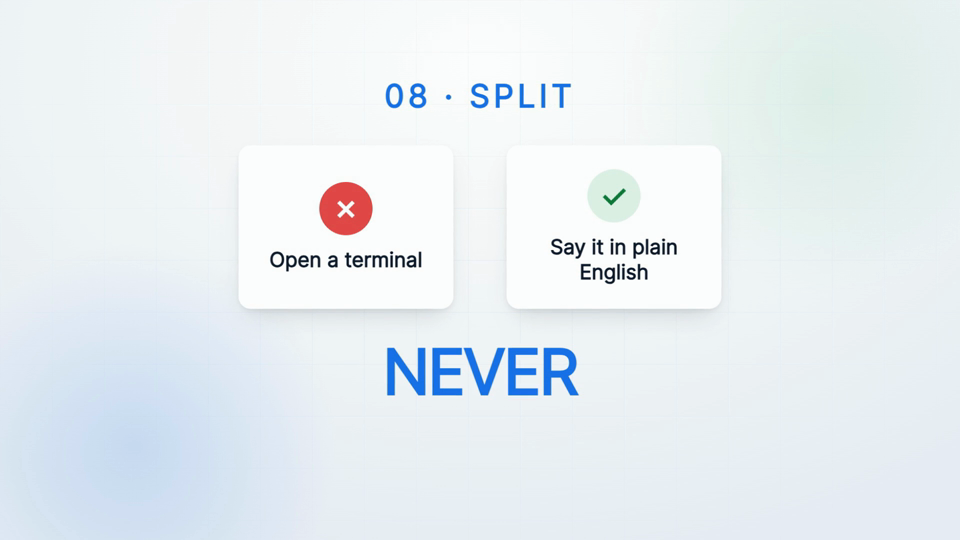 08 · SPLIT
Open a terminal
Say it in plain
English
NEVER